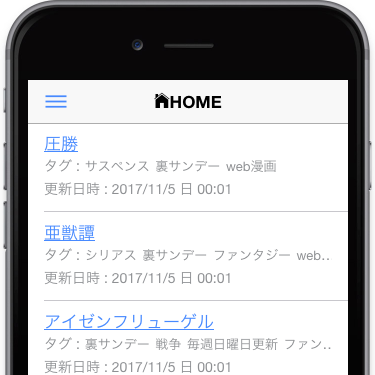 HOME
圧勝
タグ : サスペンス 裏サンデー web漫画
更新日時 : 2017/11/5 日 00:01
亜獣譚
タグ : シリアス 裏サンデー ファンタジー web..
更新日時 : 2017/11/5 日 00:01
アイゼンフリューゲル
タグ : 裏サンデー 戦争 毎週日曜日更新 ファン..
更新日時 : 2017/11/5 日 00:01